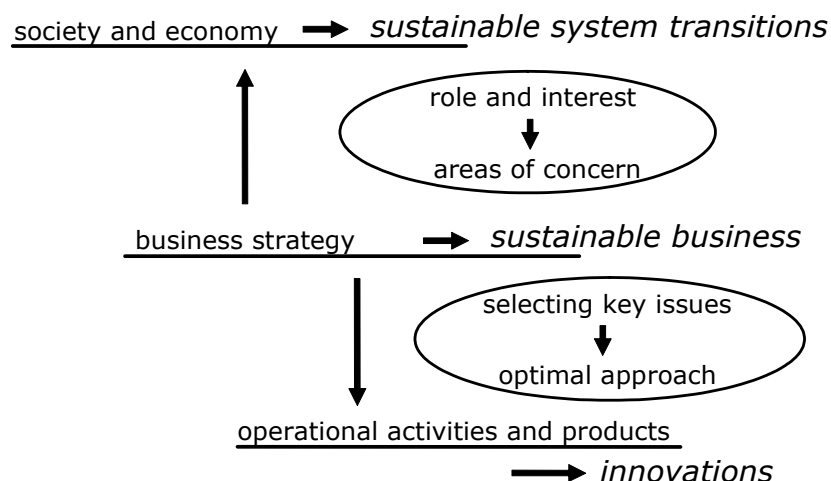 society and economy sustainable system transitions
role and interest
areas of concern
business strategy sustainable business
selecting key issues
optimal approach
operational activities and products
innovations